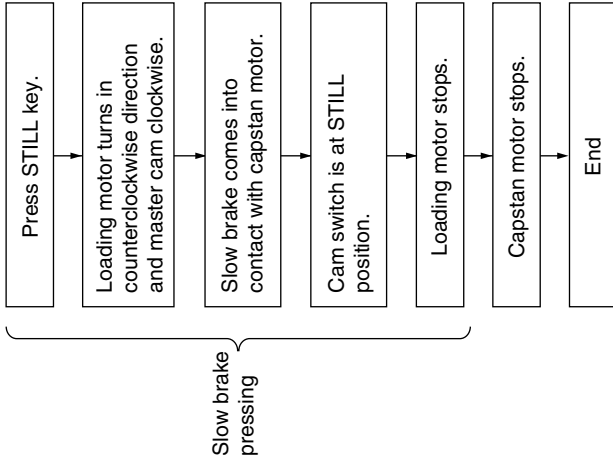 Press STILL key.
Loading motor turns in
counterclockwise direction
and master cam clockwise.
Slow brake comes into
contact with capstan motor.
Cam switch is at STILL
position.
Loading motor stops.
Capstan motor stops.
End
Slow brake
pressing